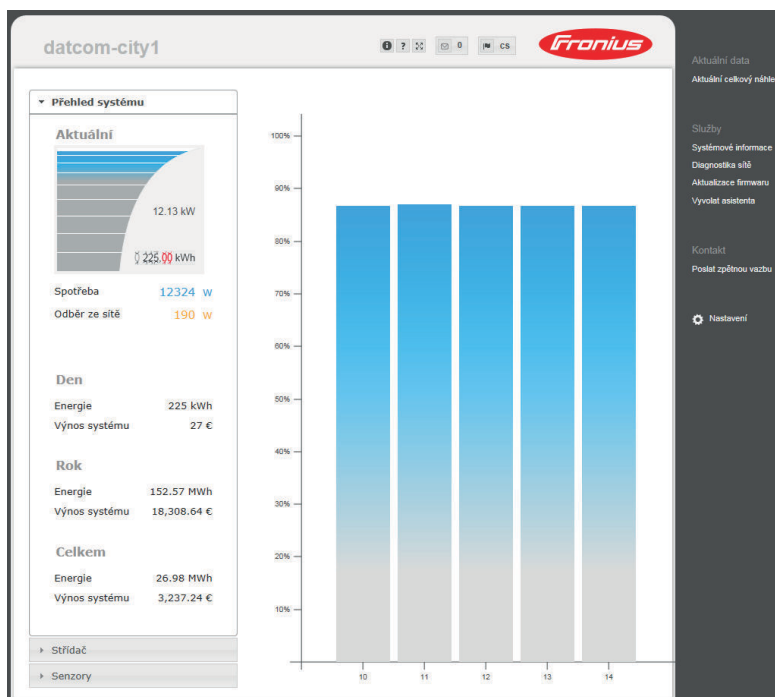 datcom-city1
? 0 CS
Fronius
Přehled systému
Aktuální
12.13 kW
225.00 kWh
Spotřeba 12324 W
Odběr ze sítě 190 W
Den
Energie 225 kWh
Výnos systému 27 €
Rok
Energie 152.57 MWh
Výnos systému 18,308.64 €
Celkem
Energie 26.98 MWh
Výnos systému 3,237.24 €
Střídač
Senzory
100%
90%
80%
70%
60%
50%
40%
30%
20%
10%
10 11 12 13 14
Aktuální data
Aktuální celkový náhle
Služby
Systémové informace
Diagnostika sítě
Aktualizace firmwaru
Vyvolat asistenta
Kontakt
Poslat zpětnou vazbu
Nastavení